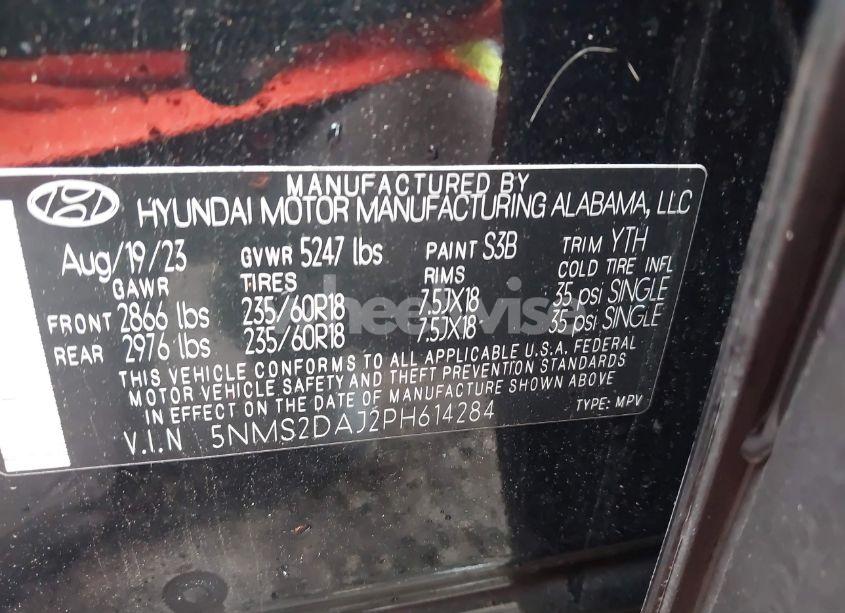 MANUFACTURED BY
HYUNDAI MOTOR MANUFACTURING ALABAMA, LLC
Aug/19/23 GVWR 5247 lbs PAINT S3B TRIM YTH
GAWR TIRES RIMS COLD TIRE INFL
FRONT 2866 lbs 235/60R18 7.5JX18 35 psi SINGLE
REAR 2976 lbs 235/60R18 7.5JX18 35 psi SINGLE
THIS VEHICLE CONFORMS TO ALL APPLICABLE U.S.A. FEDERAL
MOTOR VEHICLE SAFETY AND THEFT PREVENTION STANDARDS
IN EFFECT ON THE DATE OF MANUFACTURE SHOWN ABOVE
V.I.N 5NMS2DAJ2PH614284 TYPE: MPV
wheelwise